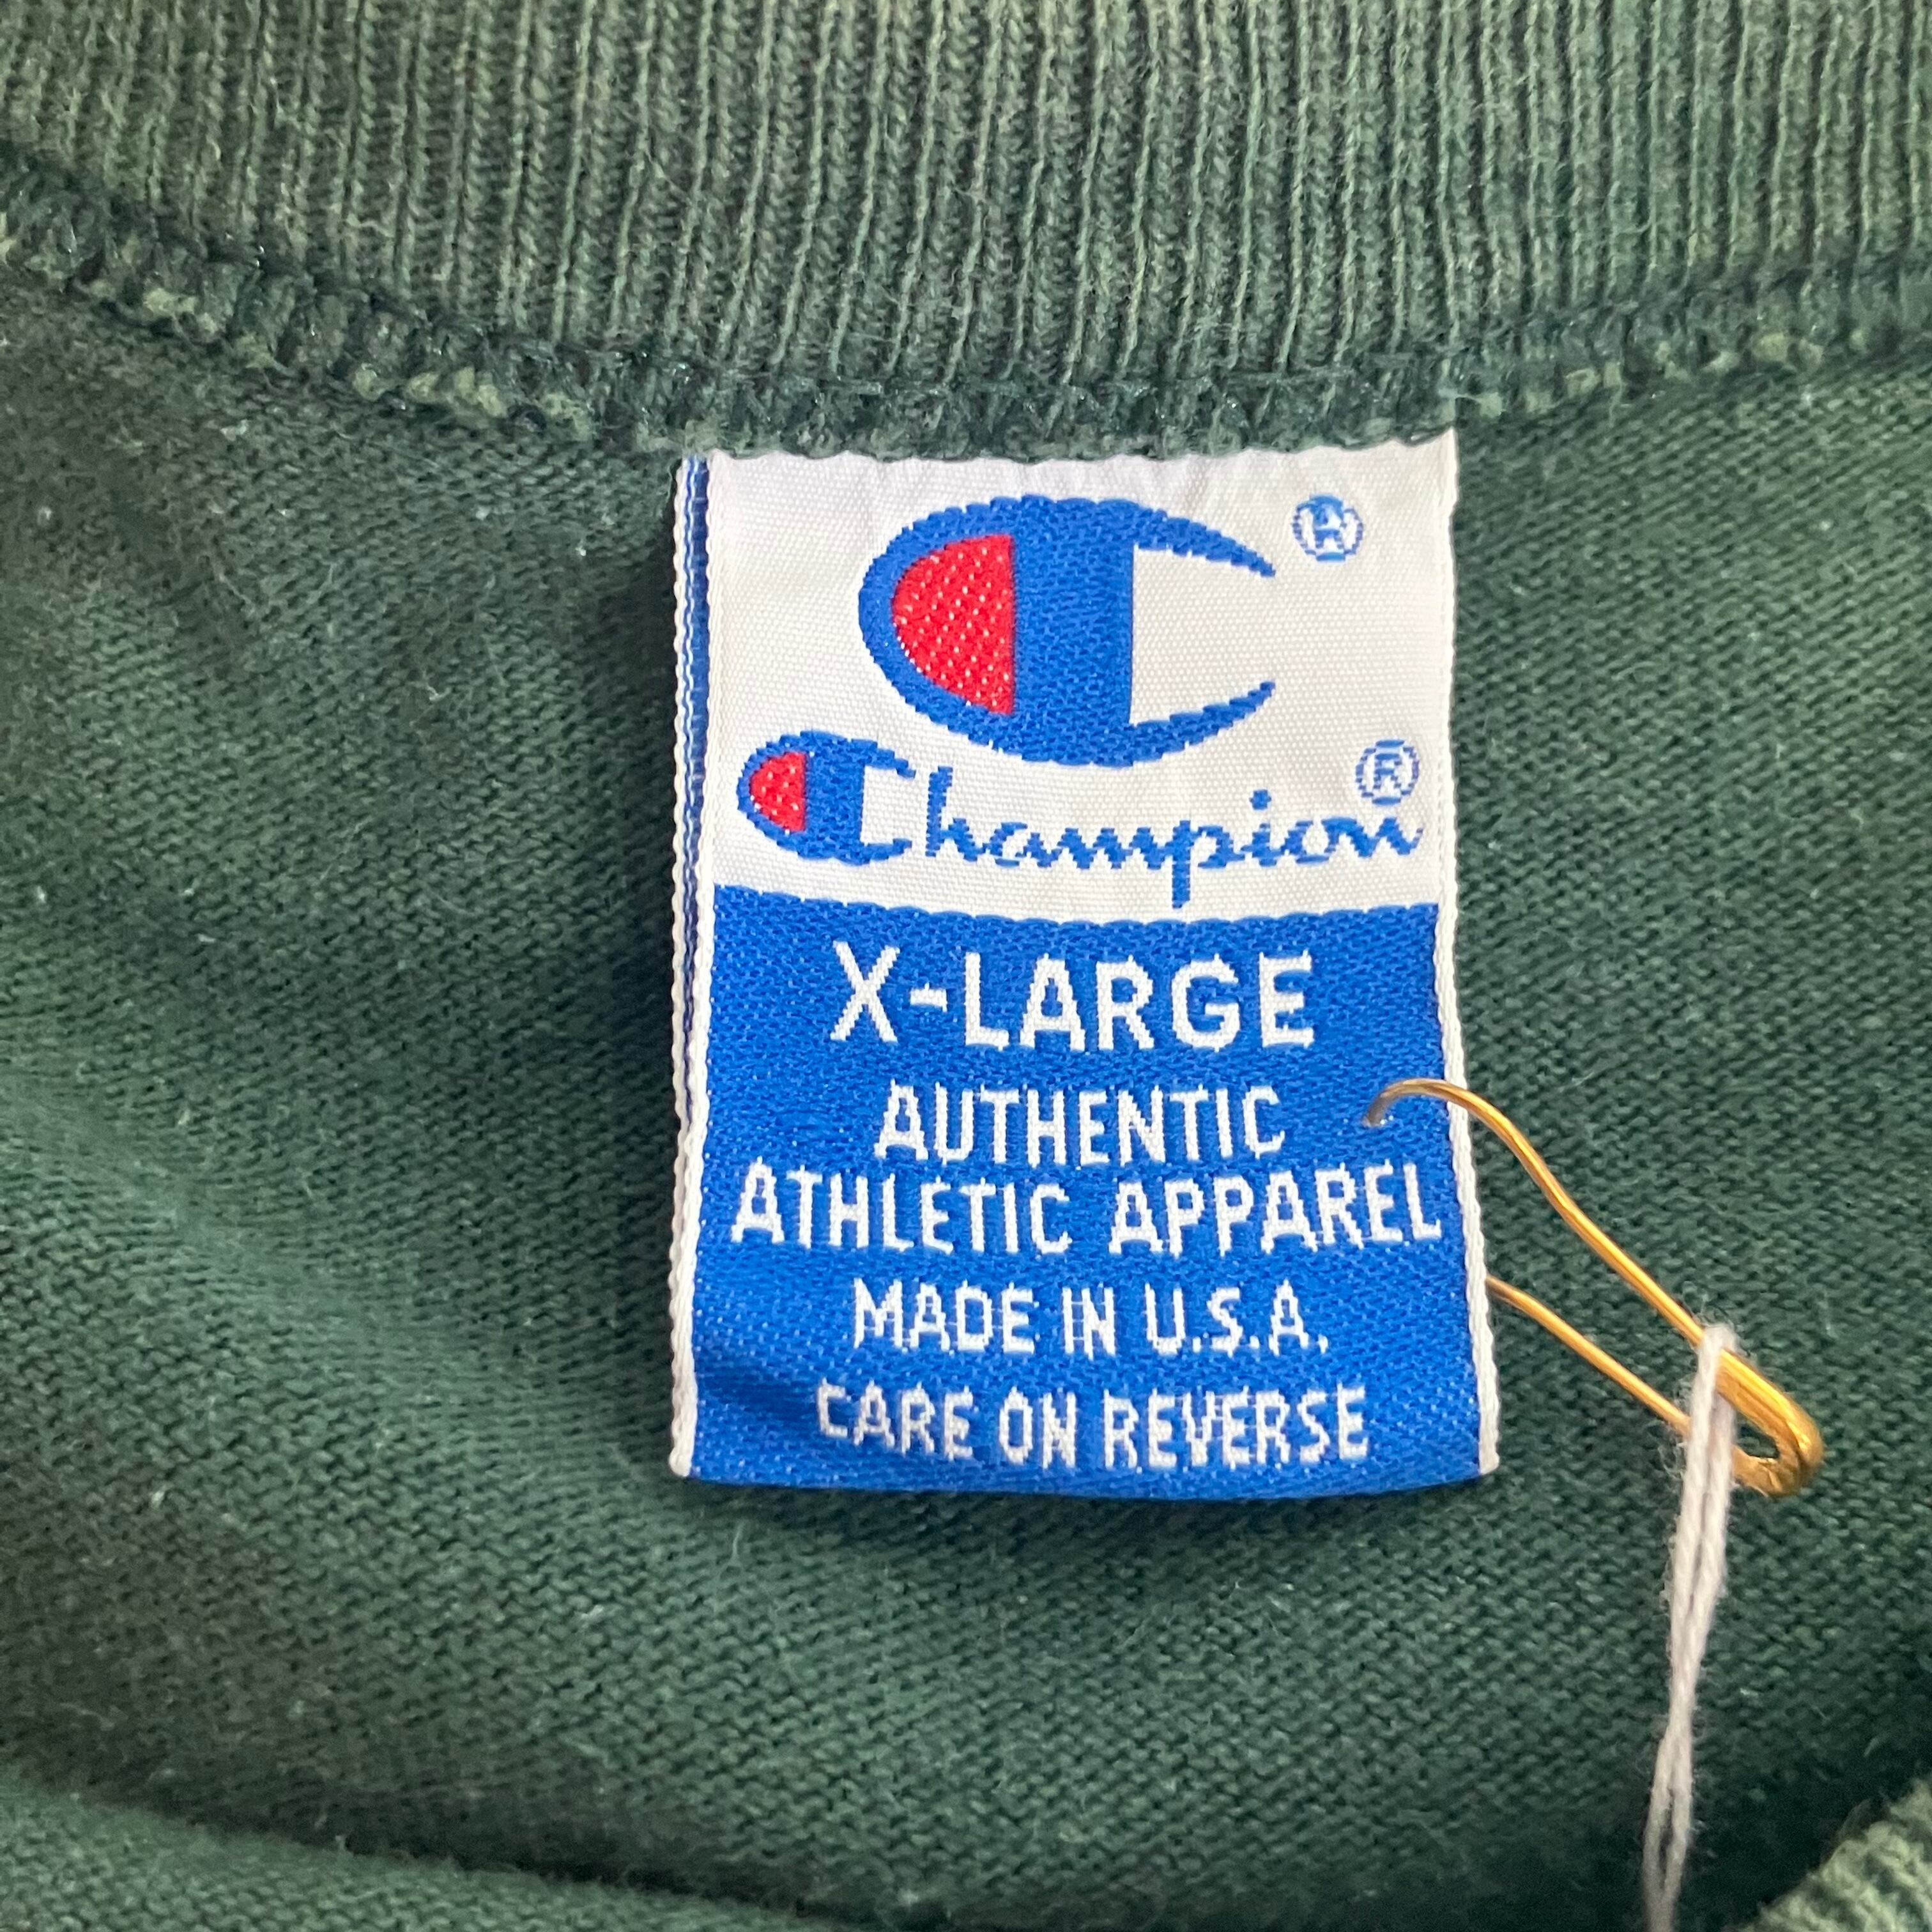 ®
Champion®
X-LARGE
AUTHENTIC
ATHLETIC APPAREL
MADE IN U.S.A.
CARE ON REVERSE